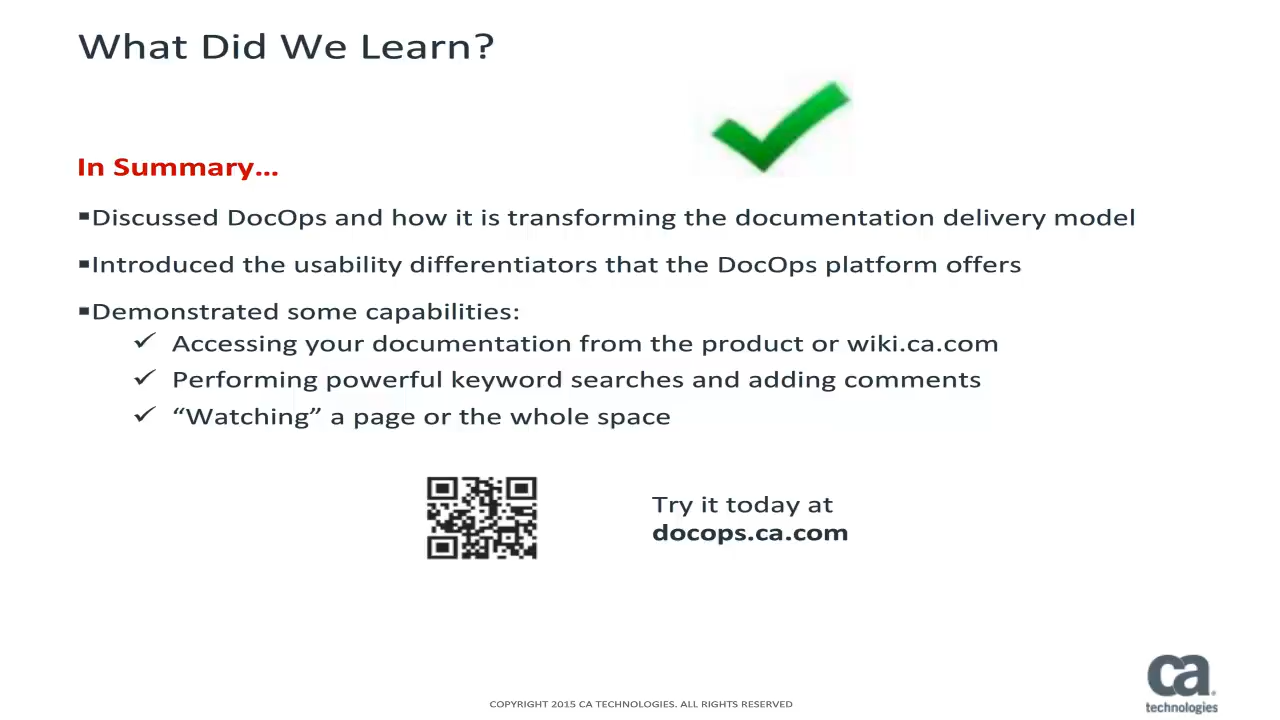 What Did We Learn?
In Summary...
▪Discussed DocOps and how it is transforming the documentation delivery model
▪Introduced the usability differentiators that the DocOps platform offers
▪Demonstrated some capabilities:
✓ Accessing your documentation from the product or wiki.ca.com
✓ Performing powerful keyword searches and adding comments
✓ “Watching” a page or the whole space
Try it today at
docops.ca.com
COPYRIGHT 2015 CA TECHNOLOGIES. ALL RIGHTS RESERVED
ca
technologies